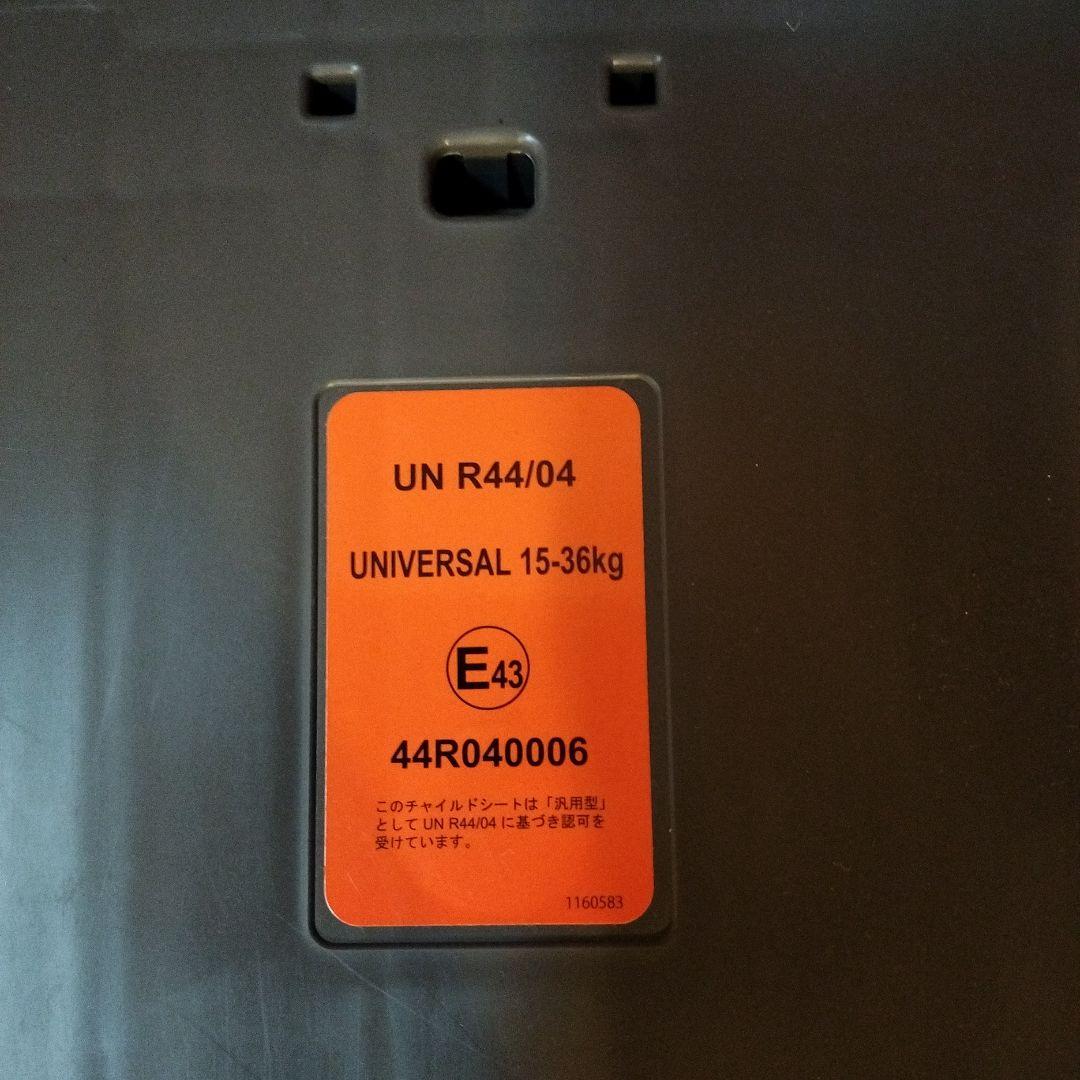 UN R44/04
UNIVERSAL 15-36kg
E43
44R040006
このチャイルドシートは「汎用型」
として UN R44/04 に基づき認可を
受けています。
1160583